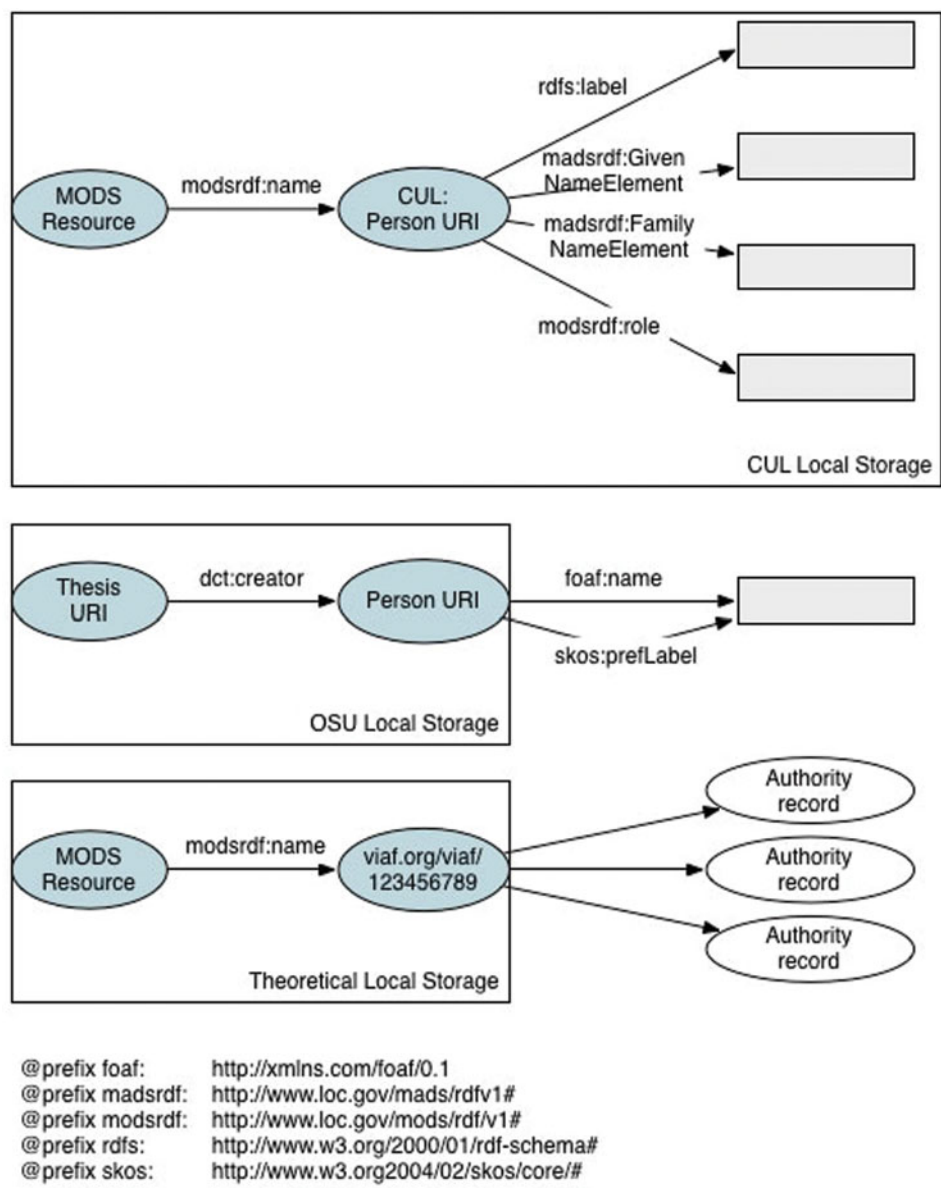 rdfs:label
madsrdf:Given
NameElement
MODS
Resource
modsrdf:name
CUL:
Person URI
madsrdf:Family
NameElement
modsrdf:role
CUL Local Storage
Thesis
URI
dct:creator
Person URI
foaf:name
skos:prefLabel
OSU Local Storage
MODS
Resource
modsrdf:name
viaf.org/viaf/
123456789
Authority
record
Authority
record
Authority
record
Theoretical Local Storage
@prefix foaf: http://xmlns.com/foaf/0.1
@prefix madsrdf: http://www.loc.gov/mads/rdfv1#
@prefix modsrdf: http://www.loc.gov/mods/rdf/v1#
@prefix rdfs: http://www.w3.org/2000/01/rdf-schema#
@prefix skos: http://www.w3.org2004/02/skos/core/#